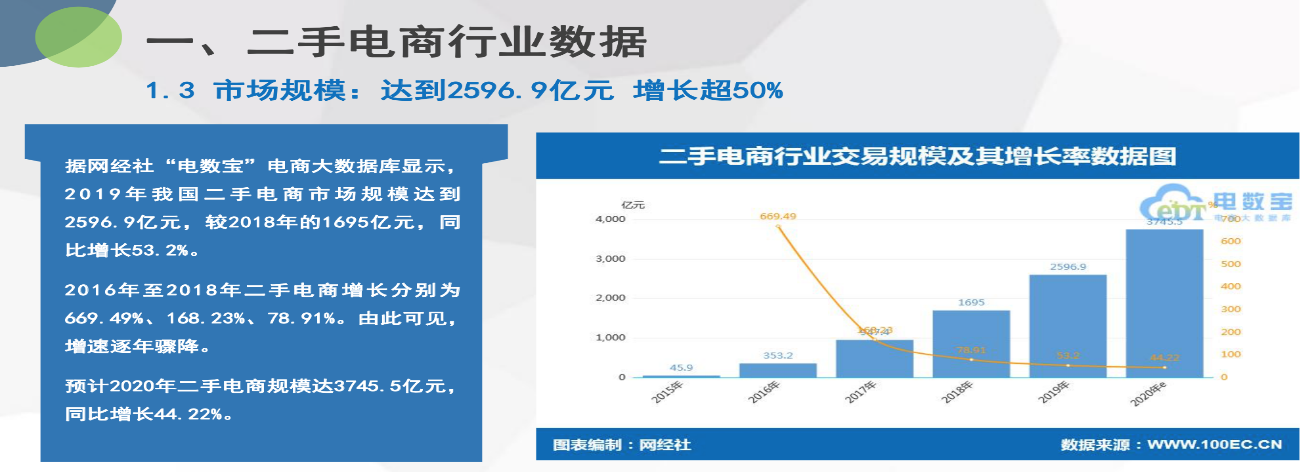 一、二手电商行业数据
1.3 市场规模：达到2596.9亿元 增长超50%
据网经社“电数宝”电商大数据库显示，
2019年我国二手电商市场规模达到
2596.9亿元，较2018年的1695亿元，同
比增长53.2%。
2016年至2018年二手电商增长分别为
669.49%、168.23%、78.91%。由此可见，
增速逐年骤降。
预计2020年二手电商规模达3745.5亿元，
同比增长44.22%。
二手电商行业交易规模及其增长率数据图
电数宝
电商大数据库
亿元
%
4,000
3,000
2,000
1,000
0
700
600
500
400
300
200
100
0
669.49
168.23
78.91
53.2
44.22
45.9
353.2
947.4
1695
2596.9
3745.5
2015年
2016年
2017年
2018年
2019年
2020年e
图表编制：网经社
数据来源：WWW.100EC.CN